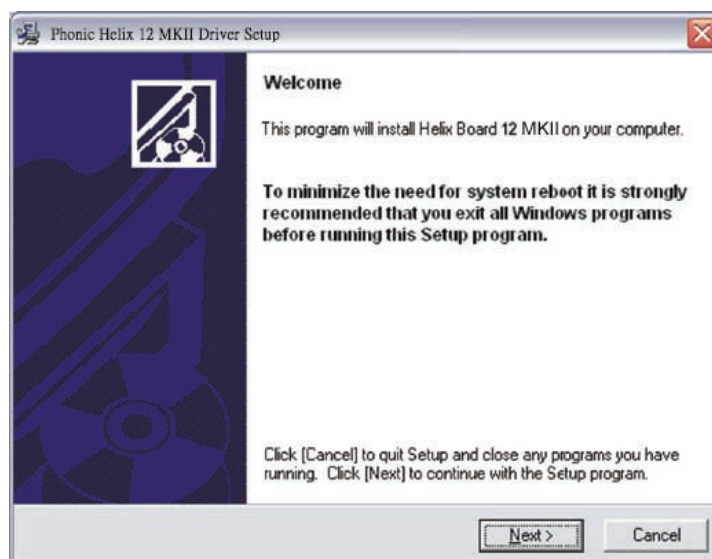 Phonic Helix 12 MKII Driver Setup
Welcome
This program will install Helix Board 12 MKII on your computer.
To minimize the need for system reboot it is strongly
recommended that you exit all Windows programs
before running this Setup program.
Click [Cancel] to quit Setup and close any programs you have
running. Click [Next] to continue with the Setup program.
Next >
Cancel